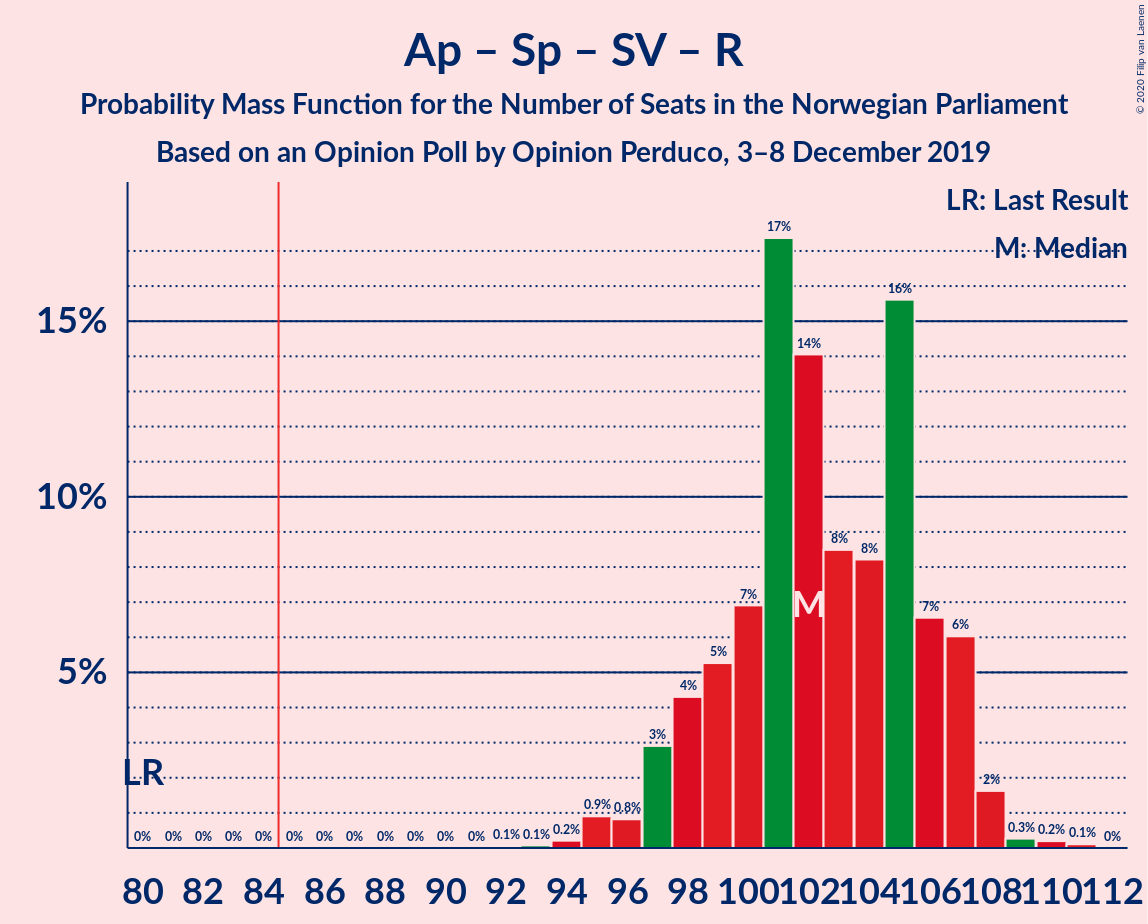 Ap – Sp – SV – R
Probability Mass Function for the Number of Seats in the Norwegian Parliament
Based on an Opinion Poll by Opinion Perduco, 3–8 December 2019
© 2020 Filip van Laenen
LR: Last Result
M: Median
15%
10%
5%
LR
M
0% 0% 0% 0% 0% 0% 0% 0% 0% 0% 0% 0% 0.1% 0.1% 0.2% 0.9% 0.8% 3% 4% 5% 7% 17% 14% 8% 8% 16% 7% 6% 2% 0.3% 0.2% 0.1% 0%
80 82 84 86 88 90 92 94 96 98 100 102 104 106 108 110 112